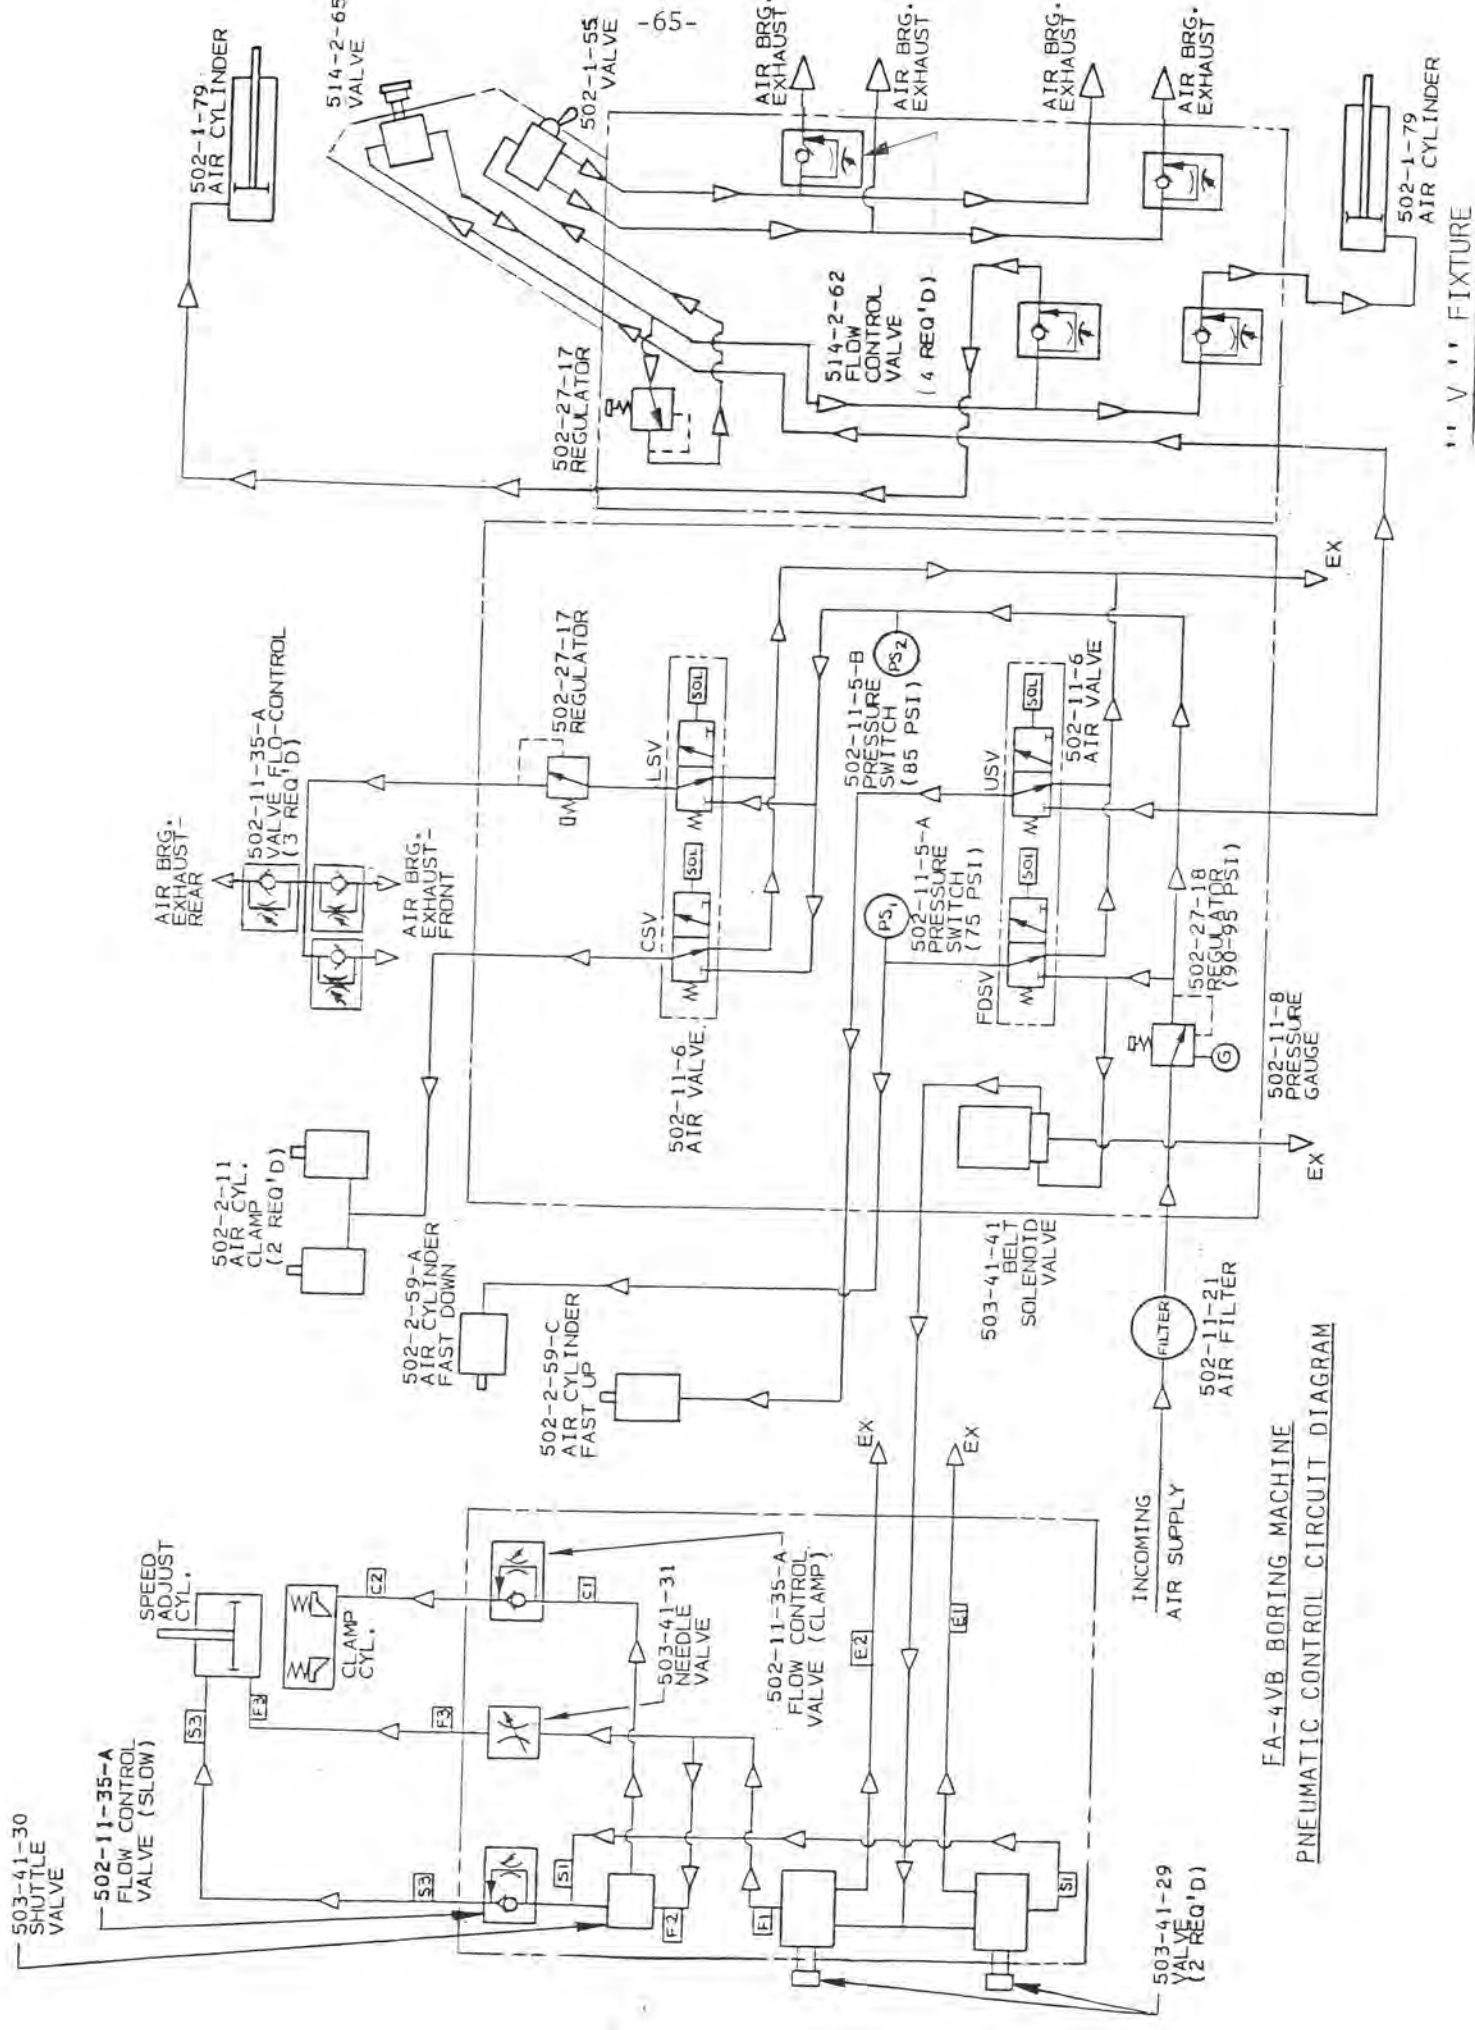 -65-
503-41-30
SHUTTLE
VALVE
502-11-35-A
FLOW CONTROL
VALVE (SLOW)
S3
S3
SPEED
ADJUST
CYL.
F3
F3
CLAMP
CYL.
C2
C1
S1
F2
F1
S1
503-41-31
NEEDLE
VALVE
502-11-35-A
FLOW CONTROL
VALVE (CLAMP)
E2
E1
EX
EX
503-41-29
VALVE
(2 REQ'D)
502-2-11
AIR CYL.
CLAMP
(2 REQ'D)
502-2-59-A
AIR CYLINDER
FAST DOWN
502-2-59-C
AIR CYLINDER
FAST UP
AIR BRG.
EXHAUST-
REAR
502-11-35-A
VALVE FLO-CONTROL
(3 REQ'D)
AIR BRG.
EXHAUST-
FRONT
502-27-17
REGULATOR
CSV
SOL
LSV
SOL
502-11-6
AIR VALVE
PS1
502-11-5-A
PRESSURE
SWITCH
(75 PSI)
502-11-5-B
PRESSURE
SWITCH
(85 PSI)
PS2
FDSV
SOL
USV
SOL
502-11-6
AIR VALVE
503-41-41
BELT
SOLENOID
VALVE
502-27-18
REGULATOR
(90-95 PSI)
G
502-11-8
PRESSURE
GAUGE
EX
EX
INCOMING
AIR SUPPLY
FILTER
502-11-21
AIR FILTER
502-1-79
AIR CYLINDER
514-2-65
VALVE
502-1-55
VALVE
502-27-17
REGULATOR
514-2-62
FLOW
CONTROL
VALVE
(4 REQ'D)
AIR BRG.
EXHAUST
AIR BRG.
EXHAUST
AIR BRG.
EXHAUST
AIR BRG.
EXHAUST
502-1-79
AIR CYLINDER
"V" FIXTURE
FA-4VB BORING MACHINE
PNEUMATIC CONTROL CIRCUIT DIAGRAM